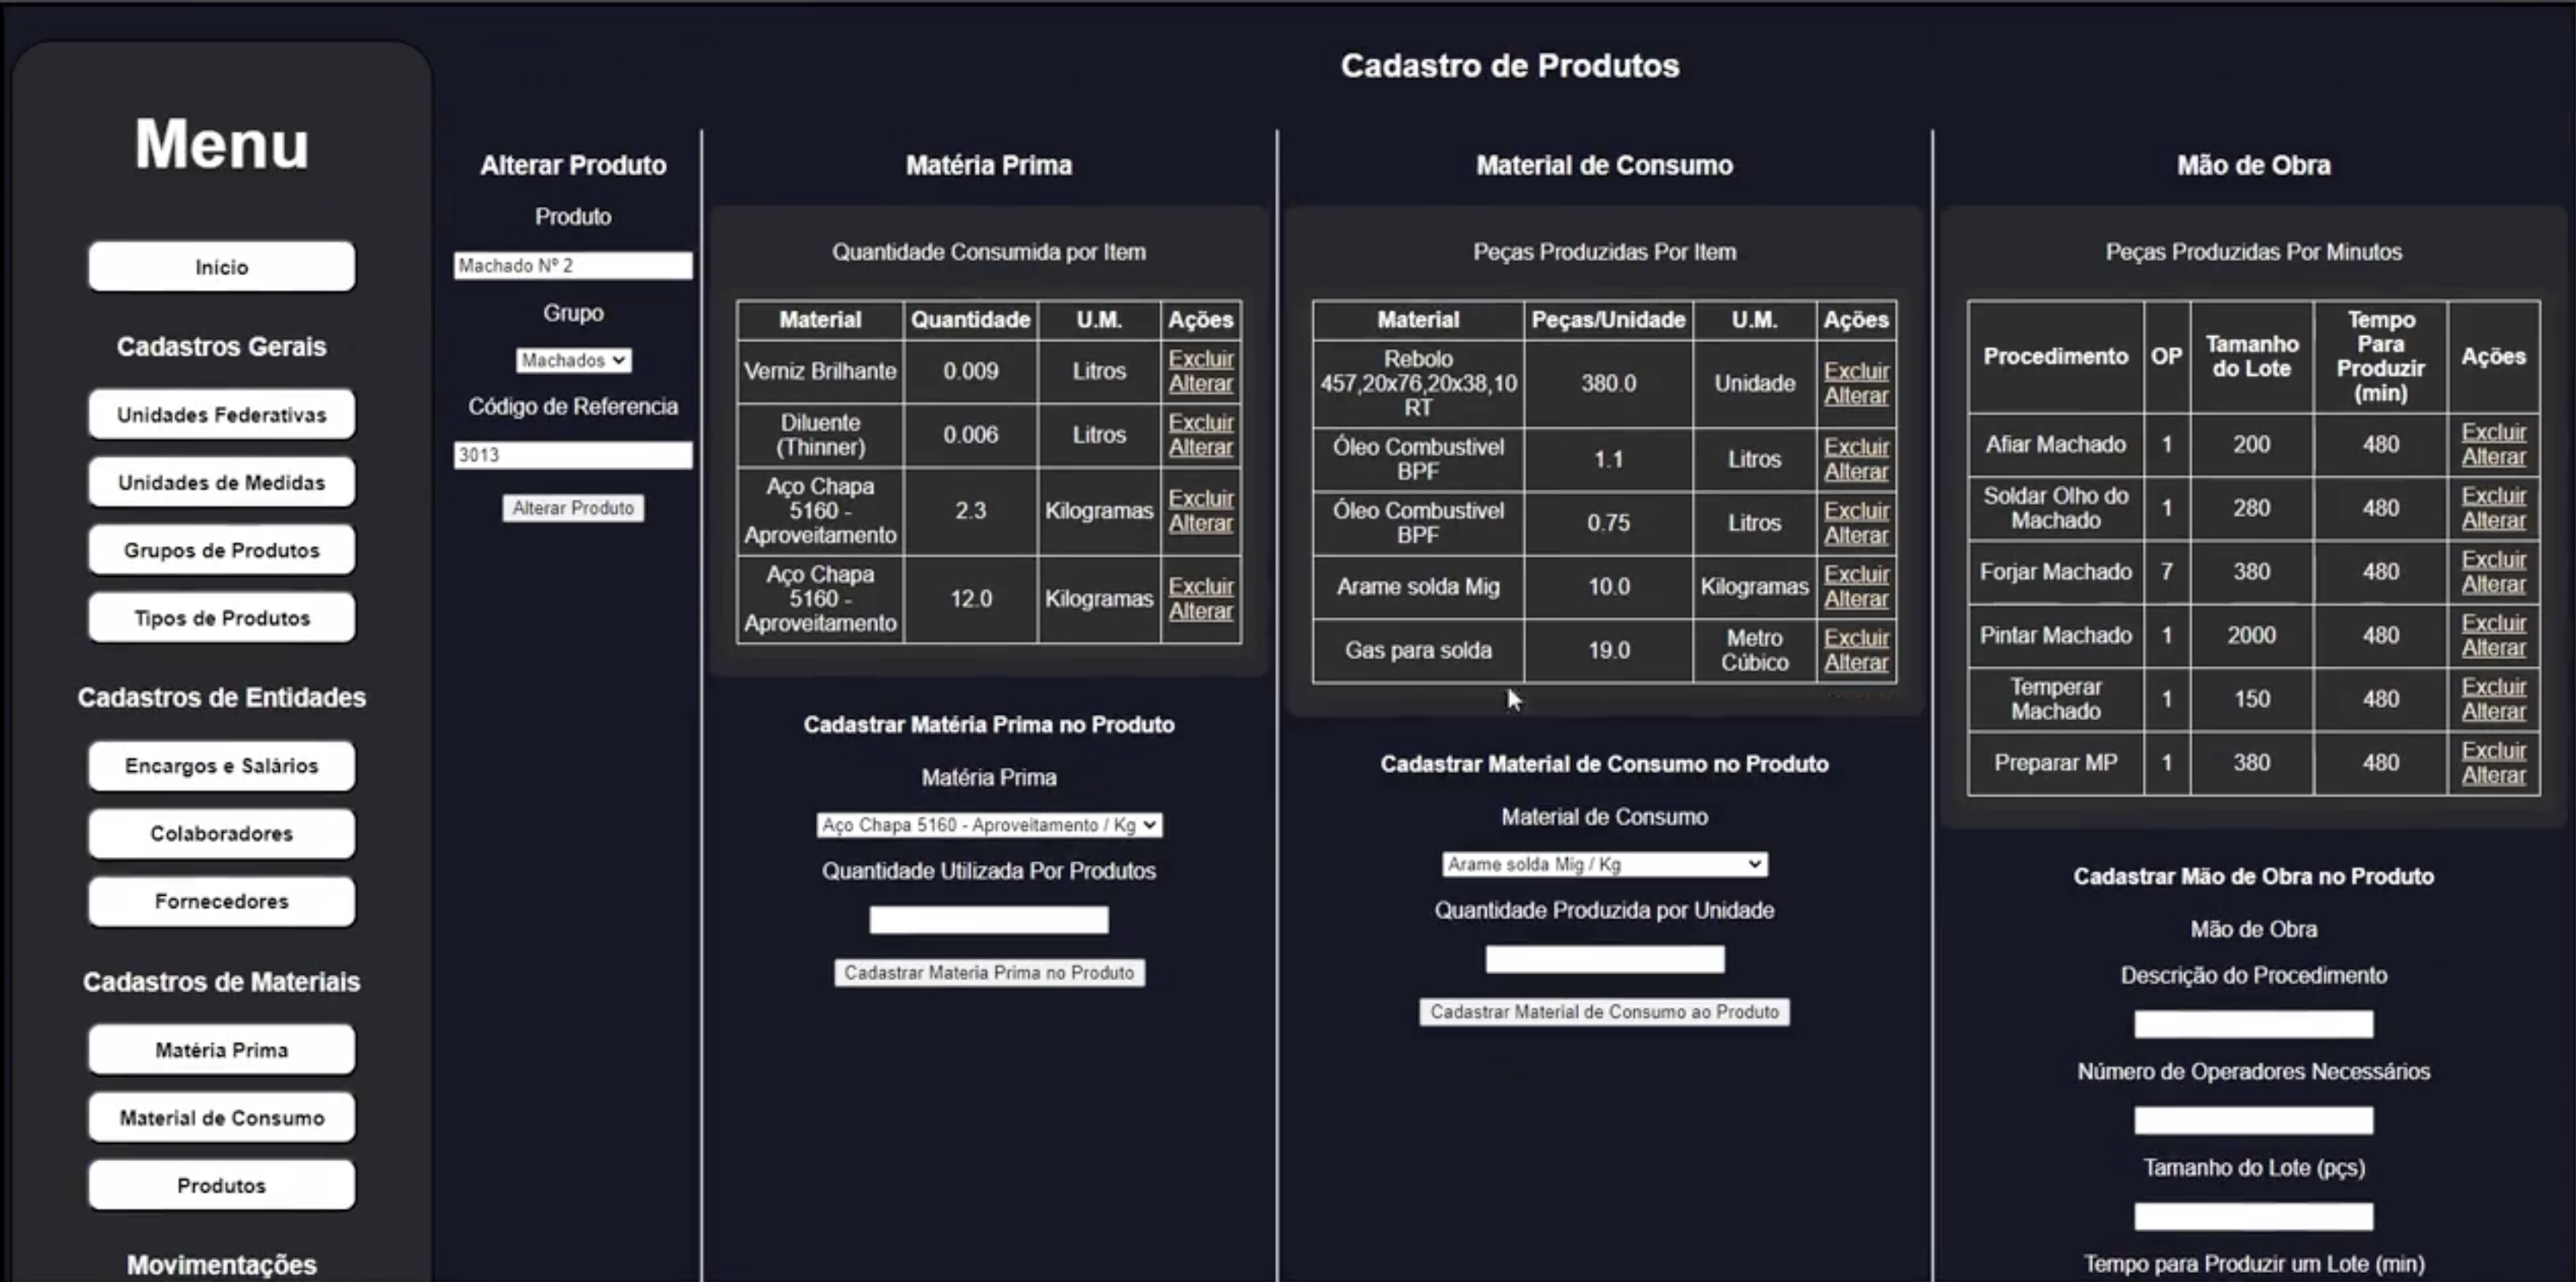 Menu
Início
Cadastros Gerais
Unidades Federativas
Unidades de Medidas
Grupos de Produtos
Tipos de Produtos
Cadastros de Entidades
Encargos e Salários
Colaboradores
Fornecedores
Cadastros de Materiais
Matéria Prima
Material de Consumo
Produtos
Movimentações
Cadastro de Produtos
Alterar Produto
Produto
Machado Nº 2
Grupo
Machados
Código de Referencia
3013
Alterar Produto
Matéria Prima
Quantidade Consumida por Item
Material Quantidade U.M. Ações
Verniz Brilhante 0.009 Litros Excluir
Alterar
Diluente
(Thinner) 0.006 Litros Excluir
Alterar
Aço Chapa
5160 -
Aproveitamento 2.3 Kilogramas Excluir
Alterar
Aço Chapa
5160 -
Aproveitamento 12.0 Kilogramas Excluir
Alterar
Cadastrar Matéria Prima no Produto
Matéria Prima
Aço Chapa 5160 - Aproveitamento / Kg
Quantidade Utilizada Por Produtos
Cadastrar Materia Prima no Produto
Material de Consumo
Peças Produzidas Por Item
Material Peças/Unidade U.M. Ações
Rebolo
457,20x76,20x38,10
RT 380.0 Unidade Excluir
Alterar
Óleo Combustivel
BPF 1.1 Litros Excluir
Alterar
Óleo Combustivel
BPF 0.75 Litros Excluir
Alterar
Arame solda Mig 10.0 Kilogramas Excluir
Alterar
Gas para solda 19.0 Metro
Cúbico Excluir
Alterar
Cadastrar Material de Consumo no Produto
Material de Consumo
Arame solda Mig / Kg
Quantidade Produzida por Unidade
Cadastrar Material de Consumo ao Produto
Mão de Obra
Peças Produzidas Por Minutos
Procedimento OP Tamanho
do Lote Tempo
Para
Produzir
(min) Ações
Afiar Machado 1 200 480 Excluir
Alterar
Soldar Olho do
Machado 1 280 480 Excluir
Alterar
Forjar Machado 7 380 480 Excluir
Alterar
Pintar Machado 1 2000 480 Excluir
Alterar
Temperar
Machado 1 150 480 Excluir
Alterar
Preparar MP 1 380 480 Excluir
Alterar
Cadastrar Mão de Obra no Produto
Mão de Obra
Descrição do Procedimento
Número de Operadores Necessários
Tamanho do Lote (pçs)
Tempo para Produzir um Lote (min)